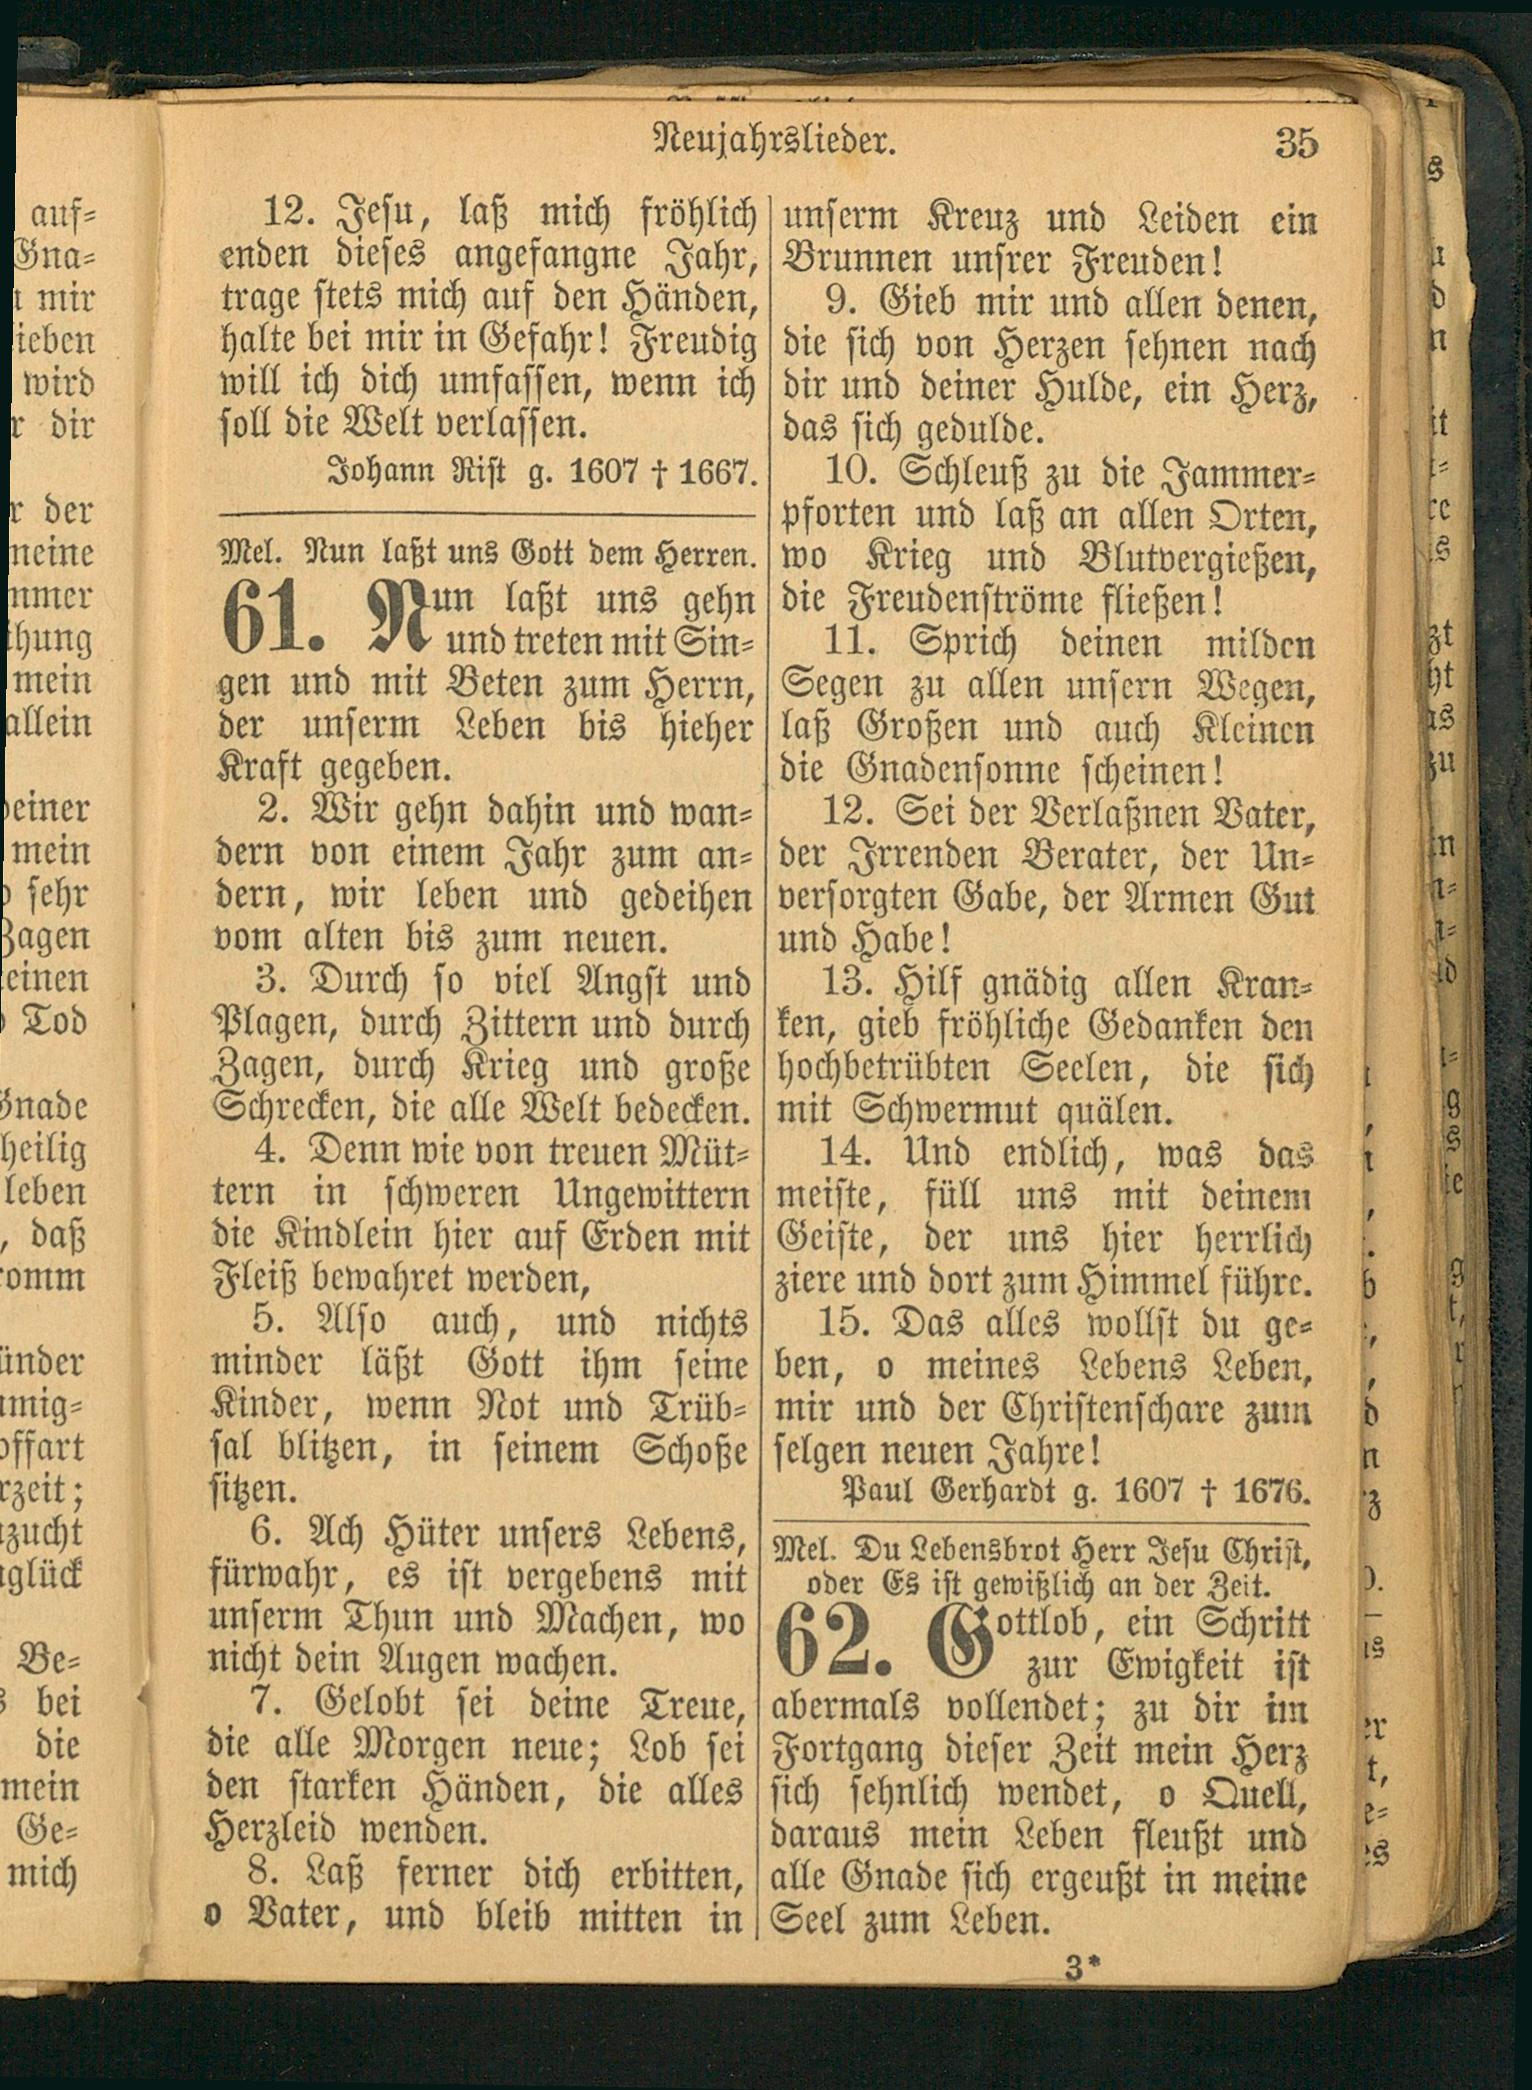 Neujahrslieder.
35
12. Jesu, laß mich fröhlich
enden dieses angefangne Jahr,
trage stets mich auf den Händen,
halte bei mir in Gefahr! Freudig
will ich dich umfassen, wenn ich
soll die Welt verlassen.
Johann Rist g. 1607 † 1667.
Mel. Nun laßt uns Gott dem Herren.
61. Nun laßt uns gehn
und treten mit Sin-
gen und mit Beten zum Herrn,
der unserm Leben bis hieher
Kraft gegeben.
2. Wir gehn dahin und wan-
dern von einem Jahr zum an-
dern, wir leben und gedeihen
vom alten bis zum neuen.
3. Durch so viel Angst und
Plagen, durch Zittern und durch
Zagen, durch Krieg und große
Schrecken, die alle Welt bedecken.
4. Denn wie von treuen Müt-
tern in schweren Ungewittern
die Kindlein hier auf Erden mit
Fleiß bewahret werden,
5. Also auch, und nichts
minder läßt Gott ihm seine
Kinder, wenn Not und Trüb-
sal blitzen, in seinem Schoße
sitzen.
6. Ach Hüter unsers Lebens,
fürwahr, es ist vergebens mit
unserm Thun und Machen, wo
nicht dein Augen wachen.
7. Gelobt sei deine Treue,
die alle Morgen neue; Lob sei
den starken Händen, die alles
Herzleid wenden.
8. Laß ferner dich erbitten,
o Vater, und bleib mitten in
unserm Kreuz und Leiden ein
Brunnen unsrer Freuden!
9. Gieb mir und allen denen,
die sich von Herzen sehnen nach
dir und deiner Hulde, ein Herz,
das sich gedulde.
10. Schleuß zu die Jammer-
pforten und laß an allen Orten,
wo Krieg und Blutvergießen,
die Freudenströme fließen!
11. Sprich deinen milden
Segen zu allen unsern Wegen,
laß Großen und auch Kleinen
die Gnadensonne scheinen!
12. Sei der Verlaßnen Vater,
der Irrenden Berater, der Un-
versorgten Gabe, der Armen Gut
und Habe!
13. Hilf gnädig allen Kran-
ken, gieb fröhliche Gedanken den
hochbetrübten Seelen, die sich
mit Schwermut quälen.
14. Und endlich, was das
meiste, füll uns mit deinem
Geiste, der uns hier herrlich
ziere und dort zum Himmel führe.
15. Das alles wollst du ge-
ben, o meines Lebens Leben,
mir und der Christenschare zum
selgen neuen Jahre!
Paul Gerhardt g. 1607 † 1676.
Mel. Du Lebensbrot Herr Jesu Christ,
oder Es ist gewißlich an der Zeit.
62. Gottlob, ein Schritt
zur Ewigkeit ist
abermals vollendet; zu dir im
Fortgang dieser Zeit mein Herz
sich sehnlich wendet, o Quell,
daraus mein Leben fleußt und
alle Gnade sich ergeußt in meine
Seel zum Leben.
3*